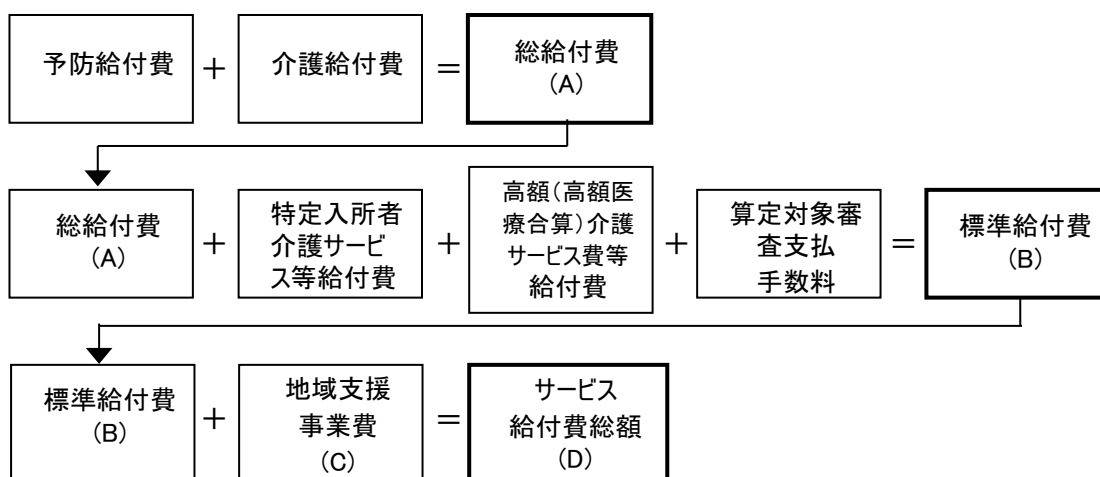 予防給付費
＋
介護給付費
＝
総給付費
（A）
総給付費
（A）
＋
特定入所者
介護サービ
ス等給付費
＋
高額（高額医
療合算）介護
サービス費等
給付費
＋
算定対象審
査支払
手数料
＝
標準給付費
（B）
標準給付費
（B）
＋
地域支援
事業費
（C）
＝
サービス
給付費総額
（D）